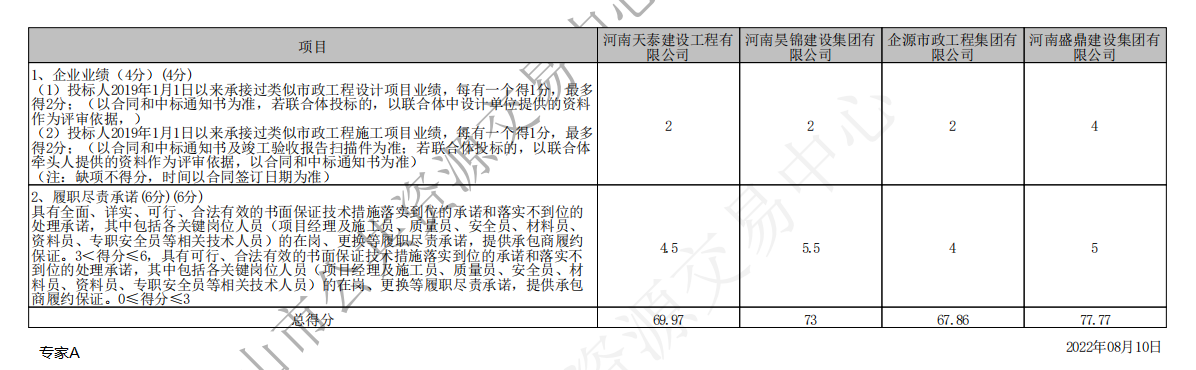 项目
河南天泰建设工程有限公司
河南昊锦建设集团有限公司
企源市政工程集团有限公司
河南盛鼎建设集团有限公司
1、企业业绩（4分）(4分)
（1）投标人2019年1月1日以来承接过类似市政工程设计项目业绩，每有一个得1分，最多
得2分；（以合同和中标通知书为准，若联合体投标的，以联合体中设计单位提供的资料
作为评审依据，）
（2）投标人2019年1月1日以来承接过类似市政工程施工项目业绩，每有一个得1分，最多
得2分；（以合同和中标通知书及竣工验收报告扫描件为准；若联合体投标的，以联合体
牵头人提供的资料作为评审依据，以合同和中标通知书为准）
（注：缺项不得分，时间以合同签订日期为准）
2 2 2 4
2、履职尽责承诺(6分)(6分)
具有全面、详实、可行、合法有效的书面保证技术措施落实到位的承诺和落实不到位的
处理承诺，其中包括各关键岗位人员（项目经理及施工员、质量员、安全员、材料员、
资料员、专职安全员等相关技术人员）的在岗、更换等履职尽责承诺，提供承包商履约
保证。3＜得分≤6，具有可行、合法有效的书面保证技术措施落实到位的承诺和落实不
到位的处理承诺，其中包括各关键岗位人员（项目经理及施工员、质量员、安全员、材
料员、资料员、专职安全员等相关技术人员）的在岗、更换等履职尽责承诺，提供承包
商履约保证。0≤得分≤3
4.5 5.5 4 5
总得分 69.97 73 67.86 77.77
专家A
2022年08月10日
山市公共资源交易中心
资源交易中心